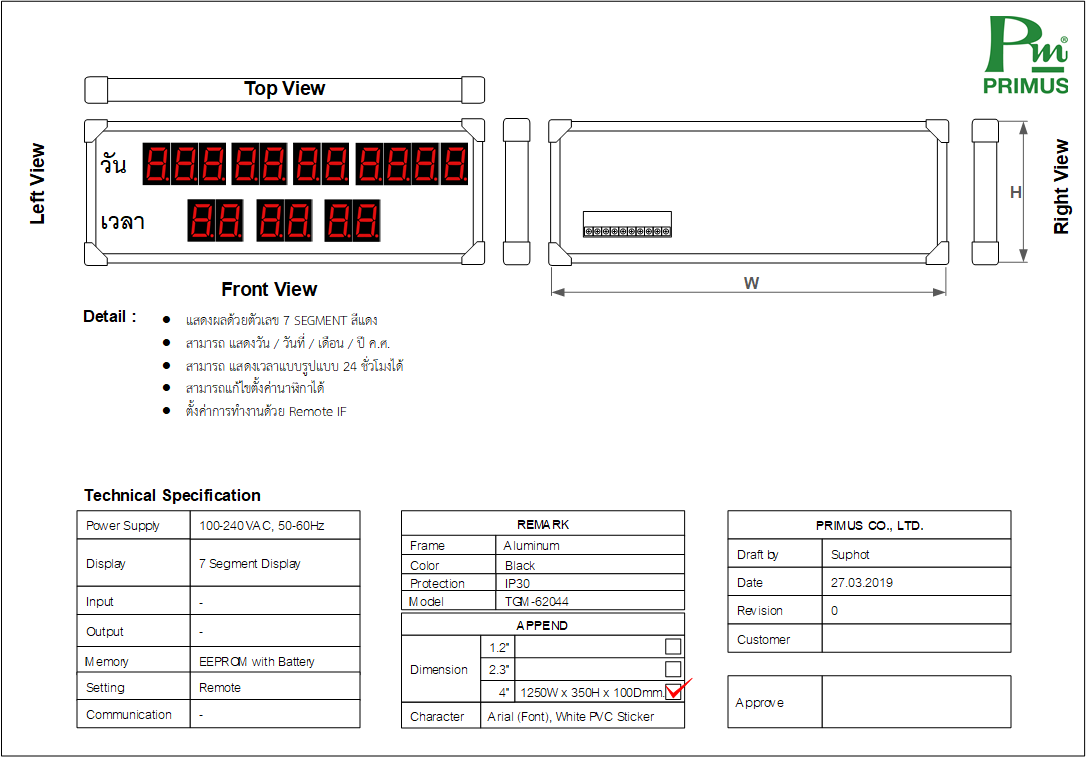 Pm®
PRIMUS
Top View
Left View
Right View
วัน 888 88 88 8888
เวลา 88 88 88
H
W
Front View
Detail :
● แสดงผลด้วยตัวเลข 7 SEGMENT สีแดง
● สามารถ แสดงวัน / วันที่ / เดือน / ปี ค.ศ.
● สามารถ แสดงเวลาแบบรูปแบบ 24 ชั่วโมงได้
● สามารถแก้ไขตั้งค่านาฬิกาได้
● ตั้งค่าการทำงานด้วย Remote IF
Technical Specification
Power Supply 100-240VAC, 50-60Hz
Display 7 Segment Display
Input -
Output -
Memory EEPROM with Battery
Setting Remote
Communication -
REMARK
Frame Aluminum
Color Black
Protection IP30
Model TGM-62044
APPEND
Dimension
1.2"
2.3"
4" 1250W x 350H x 100Dmm.
Character Arial (Font), White PVC Sticker
PRIMUS CO., LTD.
Draft by Suphot
Date 27.03.2019
Revision 0
Customer
Approve